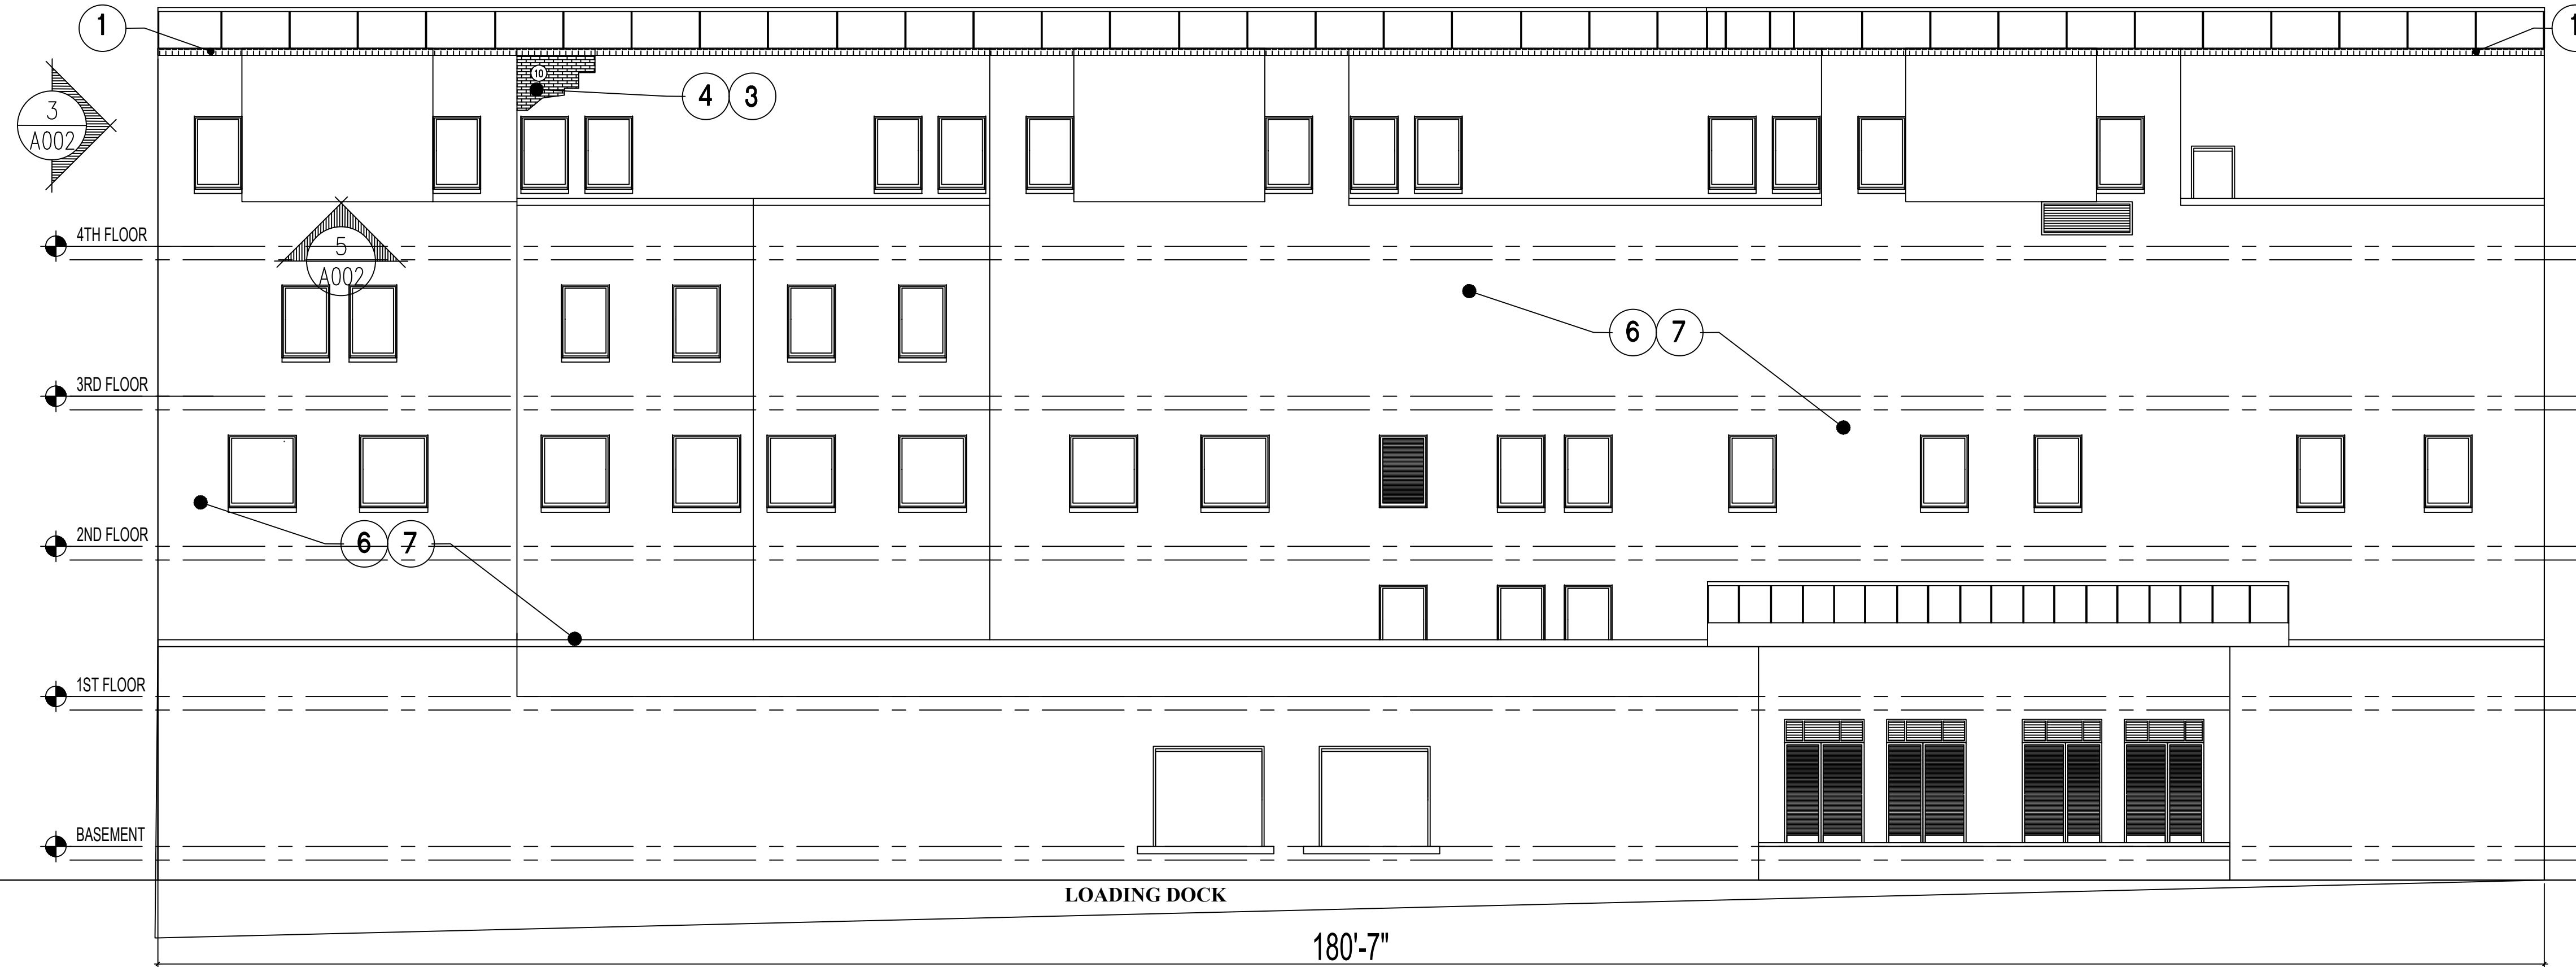 1
1
10
4 3
3
A002
4TH FLOOR
5
A002
6 7
3RD FLOOR
2ND FLOOR
6 7
1ST FLOOR
BASEMENT
LOADING DOCK
180'-7"